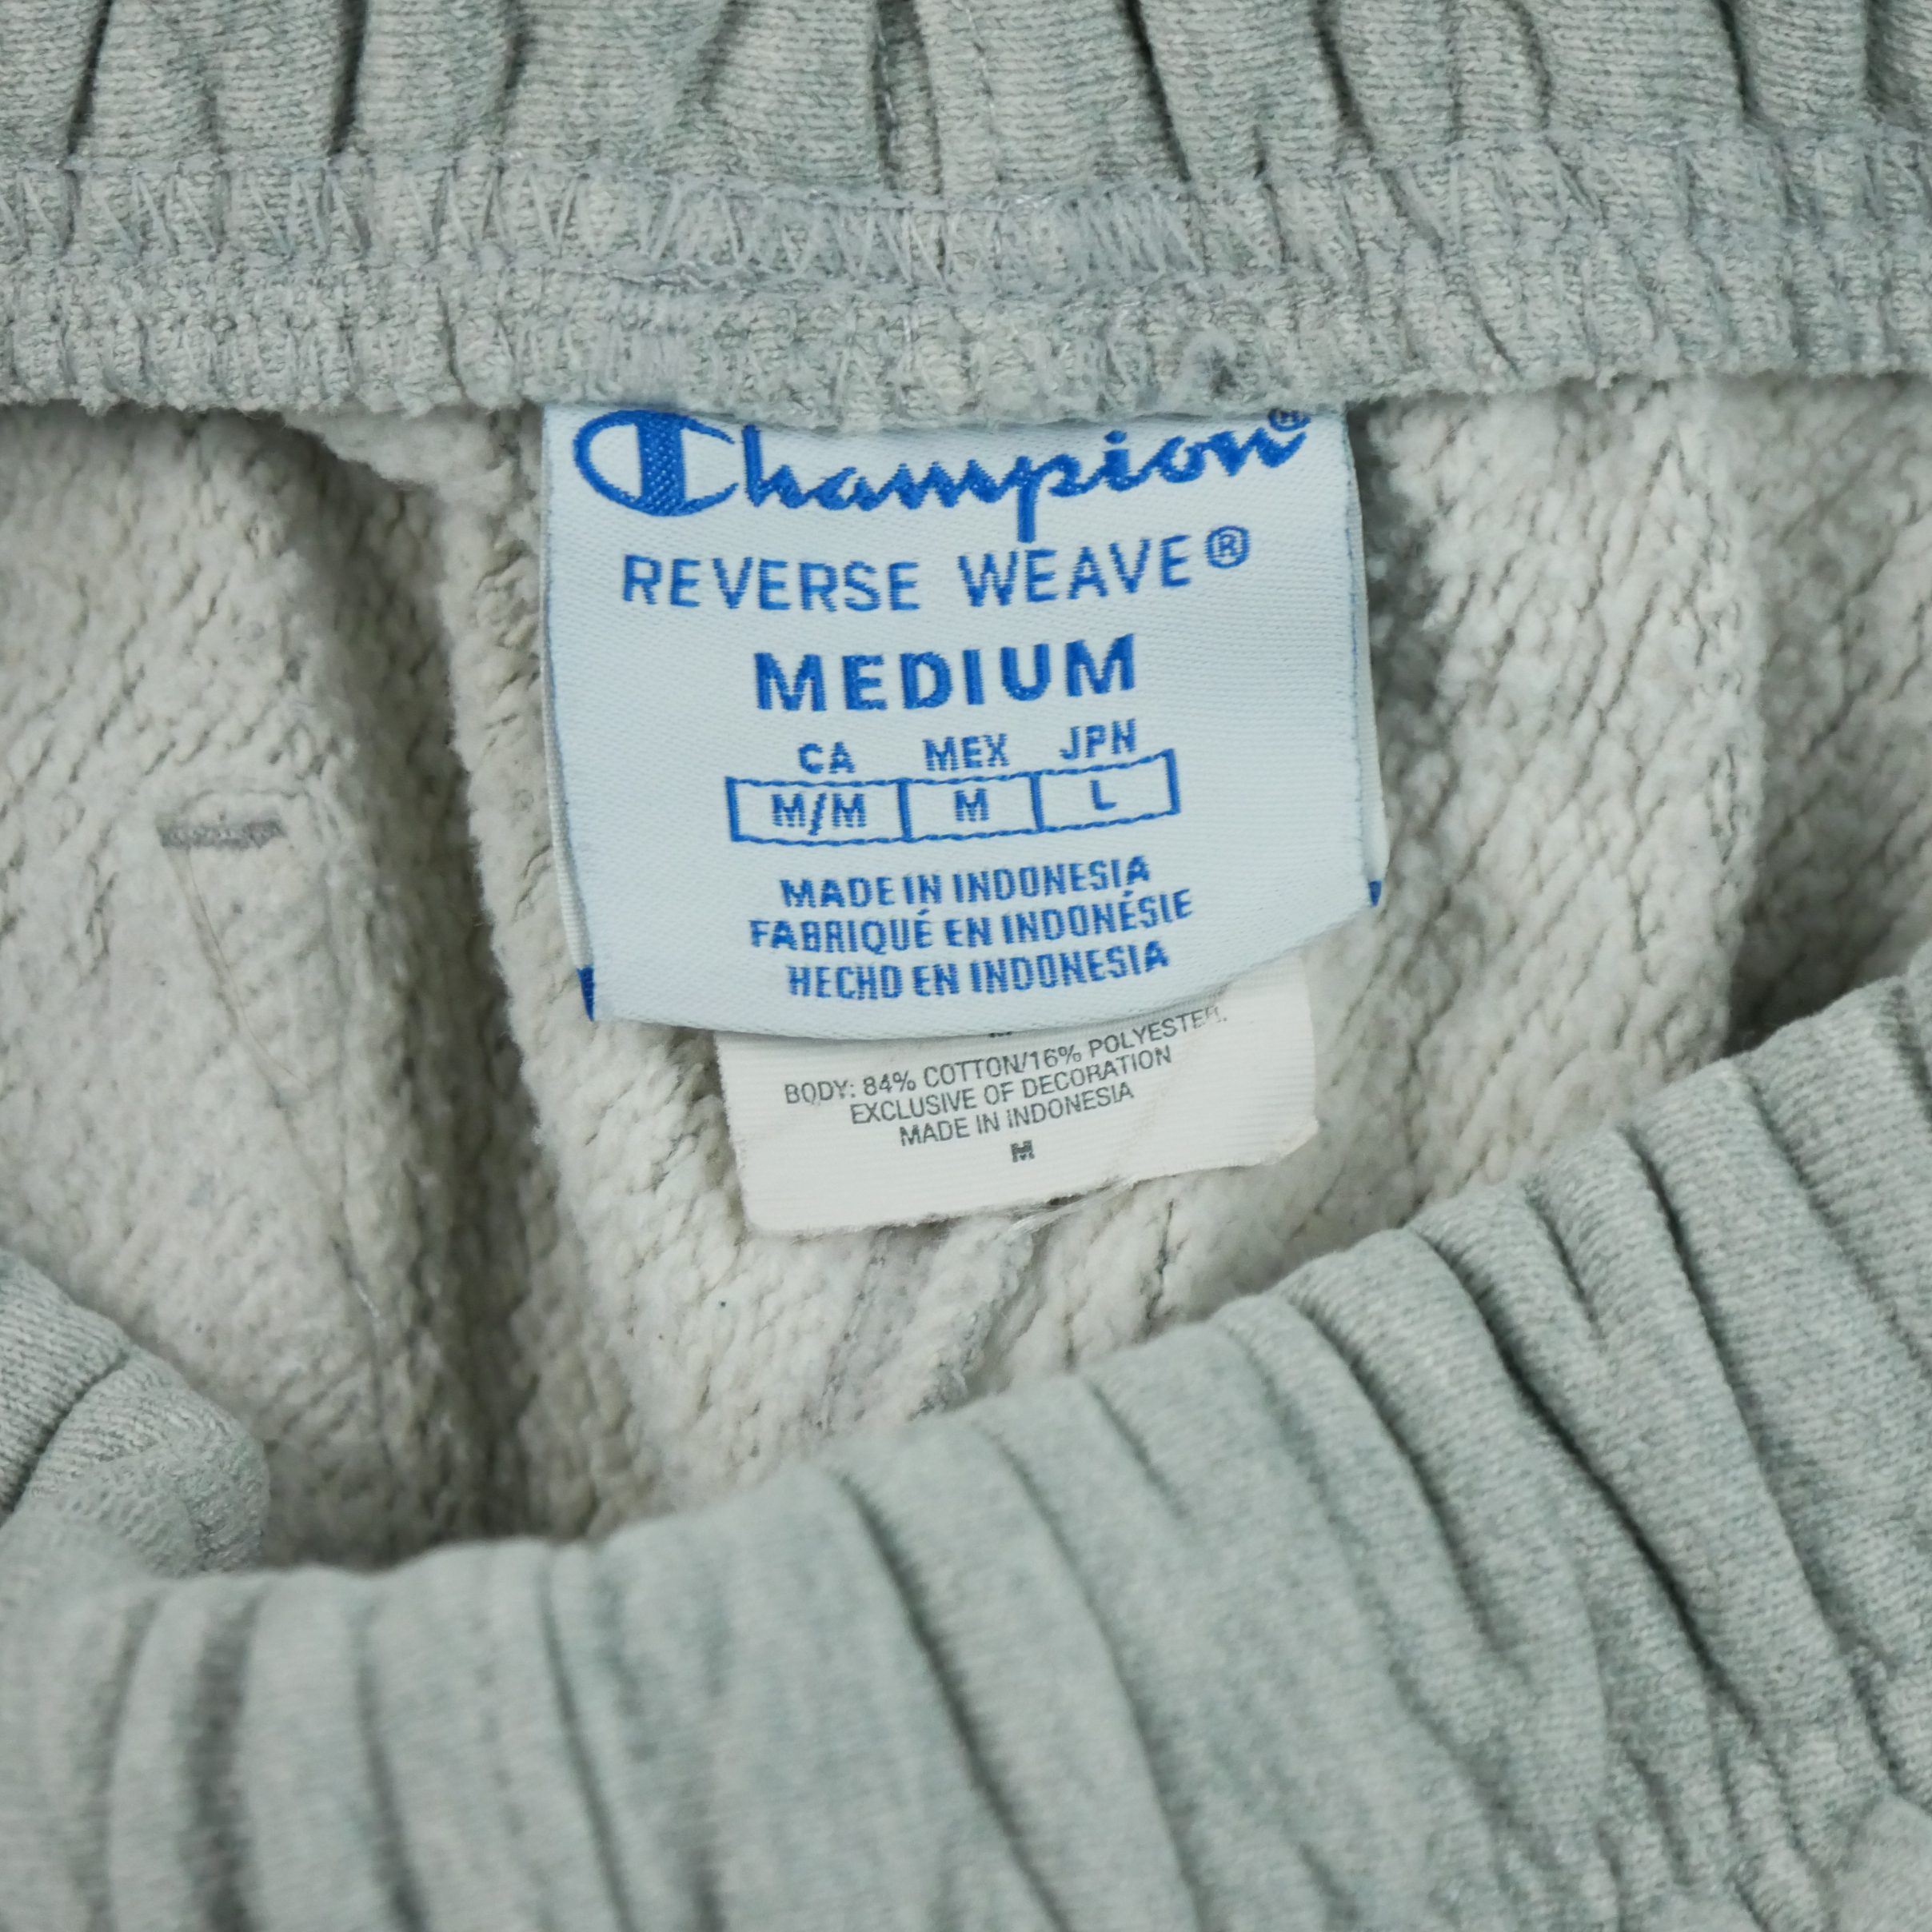 Champion®
REVERSE WEAVE®
MEDIUM
CA MEX JPN
M/M M L
MADE IN INDONESIA
FABRIQUÉ EN INDONÉSIE
HECHO EN INDONESIA
BODY: 84% COTTON/16% POLYESTER.
EXCLUSIVE OF DECORATION
MADE IN INDONESIA
M